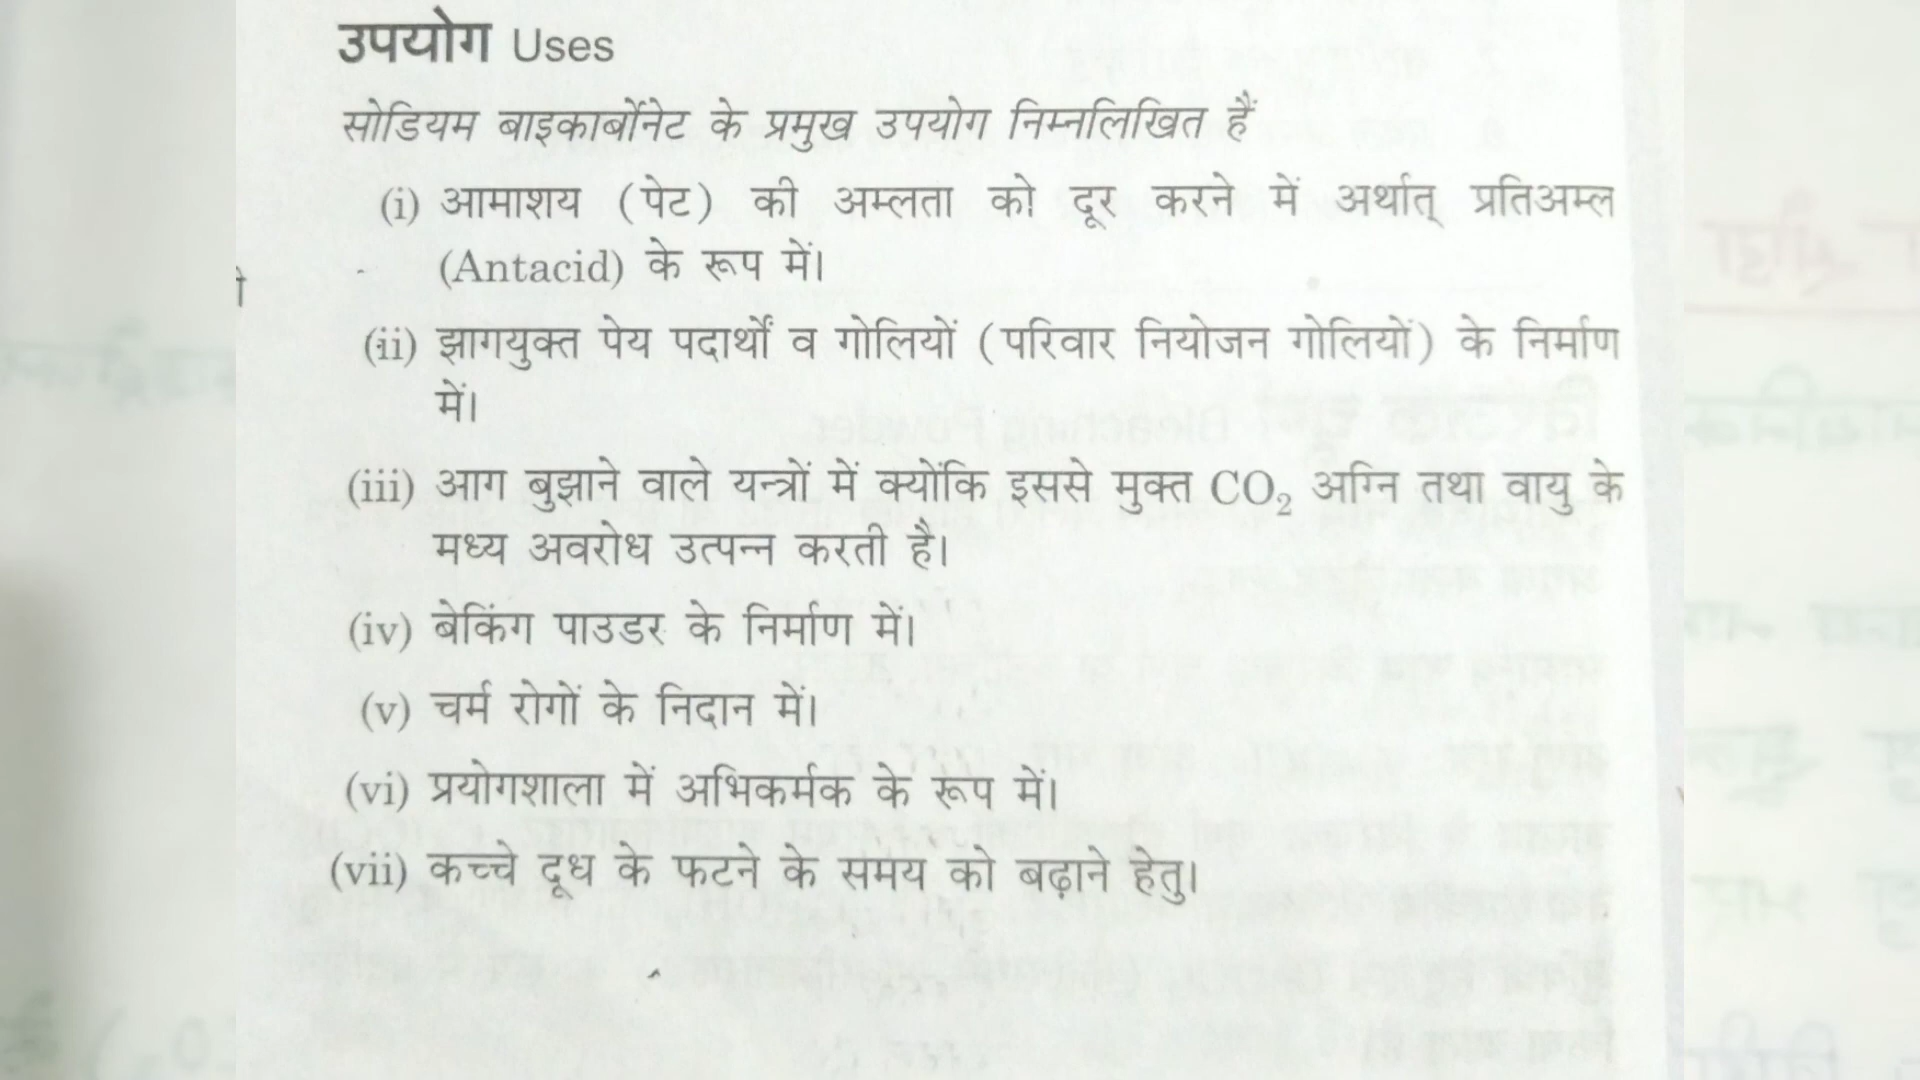 उपयोग Uses
सोडियम बाइकार्बोनेट के प्रमुख उपयोग निम्नलिखित हैं
(i) आमाशय (पेट) की अम्लता को दूर करने में अर्थात् प्रतिअम्ल
(Antacid) के रूप में।
(ii) झागयुक्त पेय पदार्थों व गोलियों (परिवार नियोजन गोलियों) के निर्माण
में।
(iii) आग बुझाने वाले यन्त्रों में क्योंकि इससे मुक्त CO₂ अग्नि तथा वायु के
मध्य अवरोध उत्पन्न करती है।
(iv) बेकिंग पाउडर के निर्माण में।
(v) चर्म रोगों के निदान में।
(vi) प्रयोगशाला में अभिकर्मक के रूप में।
(vii) कच्चे दूध के फटने के समय को बढ़ाने हेतु।